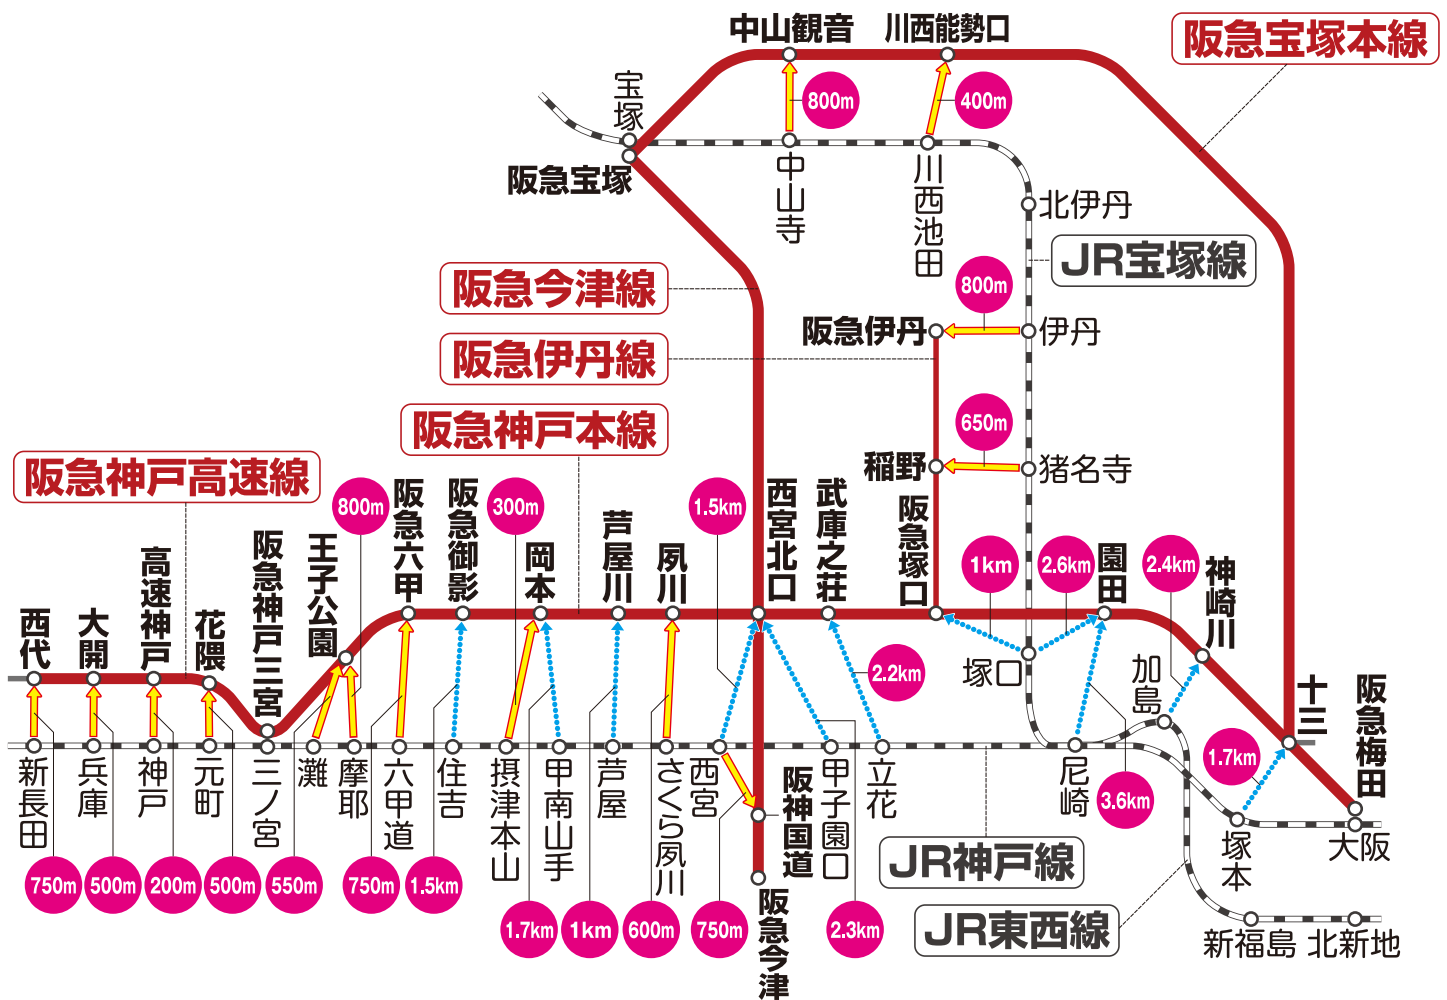 中山観音
川西能勢口
阪急宝塚本線
宝塚
800m
400m
阪急宝塚
中山寺
川西池田
北伊丹
JR宝塚線
阪急今津線
800m
阪急伊丹
伊丹
阪急伊丹線
阪急神戸本線
650m
稲野
猪名寺
阪急神戸高速線
800m
阪急六甲
阪急御影
300m
岡本
芦屋川
夙川
1.5km
西宮北口
武庫之荘
阪急塚口
1km
2.6km
園田
2.4km
神崎川
西代
大開
高速神戸
花隈
阪急神戸三宮
王子公園
2.2km
塚口
加島
十三
阪急梅田
新長田
兵庫
神戸
元町
三ノ宮
灘
摩耶
六甲道
住吉
摂津本山
甲南山手
芦屋
さくら夙川
西宮
阪神国道
甲子園口
立花
尼崎
3.6km
1.7km
塚本
大阪
JR神戸線
750m
500m
200m
500m
550m
750m
1.5km
1.7km
1km
600m
750m
阪急今津
2.3km
JR東西線
新福島
北新地